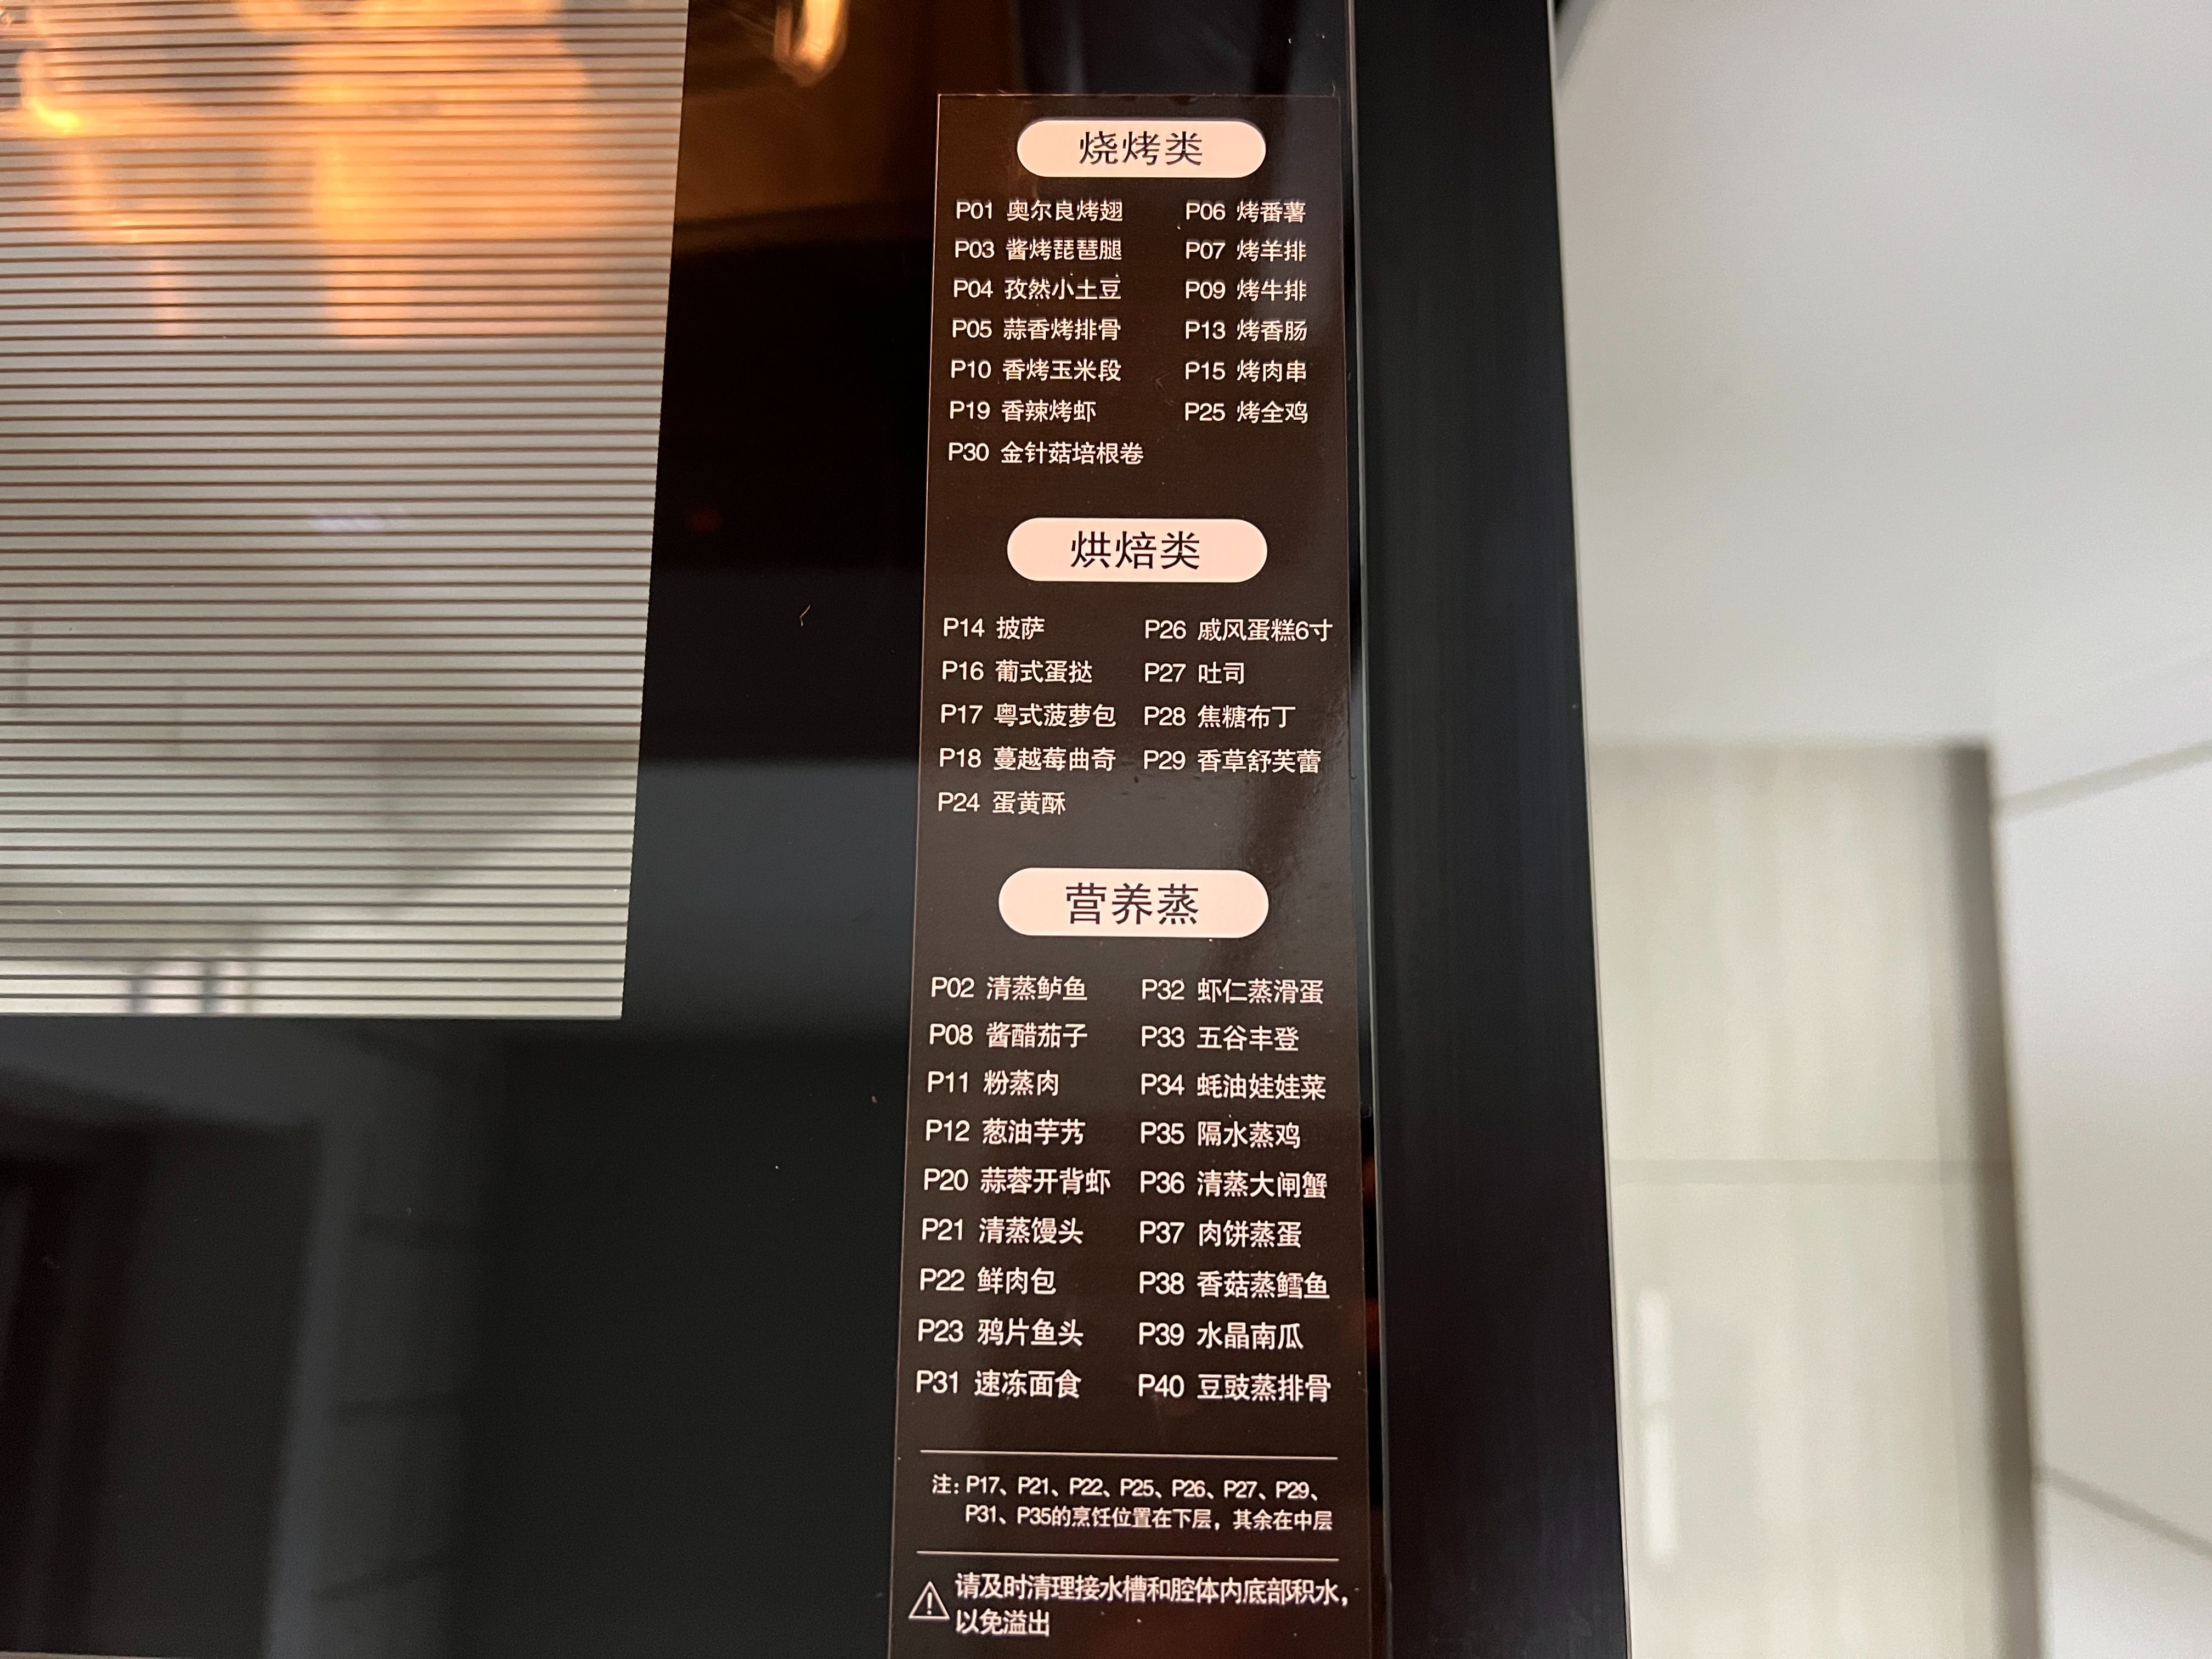 烧烤类
P01 奥尔良烤翅 P06 烤番薯
P03 酱烤琵琶腿 P07 烤羊排
P04 孜然小土豆 P09 烤牛排
P05 蒜香烤排骨 P13 烤香肠
P10 香烤玉米段 P15 烤肉串
P19 香辣烤虾 P25 烤全鸡
P30 金针菇培根卷
烘焙类
P14 披萨 P26 戚风蛋糕6寸
P16 葡式蛋挞 P27 吐司
P17 粤式菠萝包 P28 焦糖布丁
P18 蔓越莓曲奇 P29 香草舒芙蕾
P24 蛋黄酥
营养蒸
P02 清蒸鲈鱼 P32 虾仁蒸滑蛋
P08 酱醋茄子 P33 五谷丰登
P11 粉蒸肉 P34 蚝油娃娃菜
P12 葱油芋艿 P35 隔水蒸鸡
P20 蒜蓉开背虾 P36 清蒸大闸蟹
P21 清蒸馒头 P37 肉饼蒸蛋
P22 鲜肉包 P38 香菇蒸鳕鱼
P23 鸦片鱼头 P39 水晶南瓜
P31 速冻面食 P40 豆豉蒸排骨
注：P17、P21、P22、P25、P26、P27、P29、
P31、P35的烹饪位置在下层，其余在中层
请及时清理接水槽和腔体内底部积水，
以免溢出